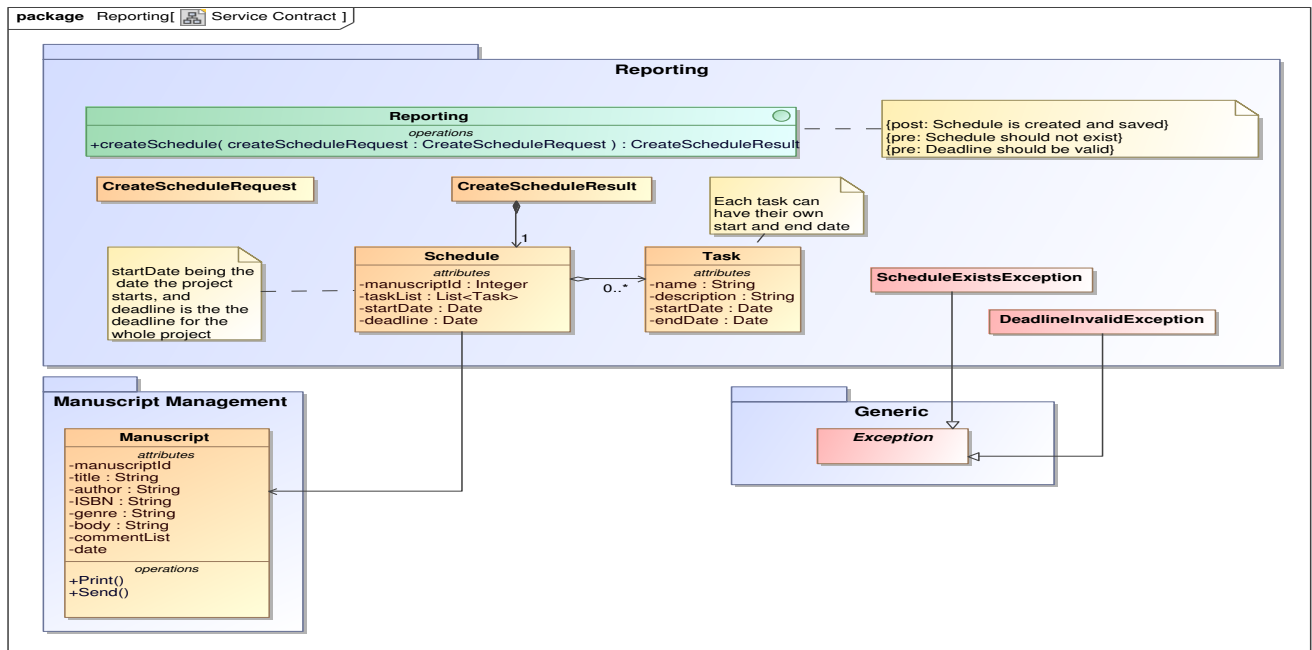 package Reporting[ Service Contract ]
Reporting
Reporting
operations
+createSchedule( createScheduleRequest : CreateScheduleRequest ) : CreateScheduleResult
{post: Schedule is created and saved}
{pre: Schedule should not exist}
{pre: Deadline should be valid}
CreateScheduleRequest
CreateScheduleResult
Each task can
have their own
start and end date
1
startDate being the
date the project
starts, and
deadline is the the
deadline for the
whole project
Schedule
attributes
-manuscriptId : Integer
-taskList : List<Task>
-startDate : Date
-deadline : Date
0..*
Task
attributes
-name : String
-description : String
-startDate : Date
-endDate : Date
ScheduleExistsException
DeadlineInvalidException
Manuscript Management
Manuscript
attributes
-manuscriptId
-title : String
-author : String
-ISBN : String
-genre : String
-body : String
-commentList
-date
operations
+Print()
+Send()
Generic
Exception